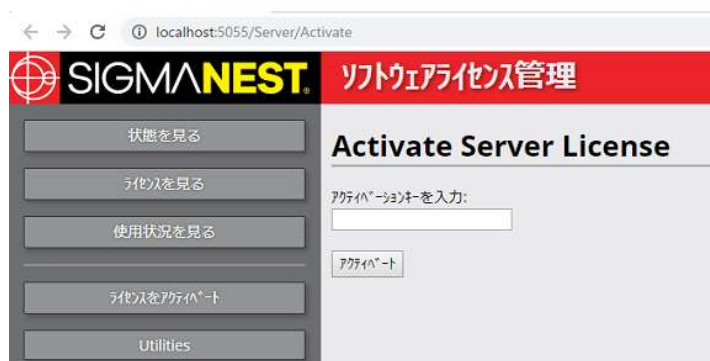 localhost:5055/Server/Activate
SIGMANEST.
ソフトウェアライセンス管理
状態を見る
ﾗｲｾﾝｽを見る
使用状況を見る
ﾗｲｾﾝｽをｱｸﾃｨﾍﾞｰﾄ
Utilities
Activate Server License
ｱｸﾃｨﾍﾞｰｼｮﾝｷｰを入力:
ｱｸﾃｨﾍﾞｰﾄ